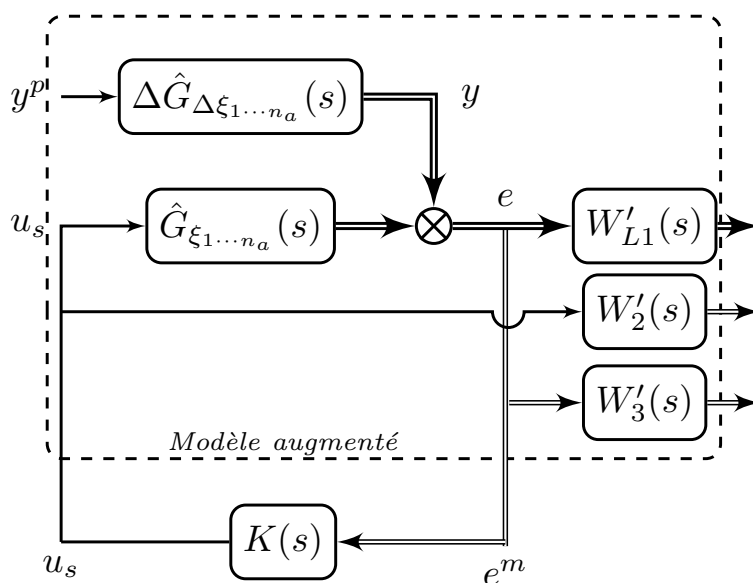 y^p
ΔĜ_{Δξ_{1⋯n_a}}(s)
y
u_s
Ĝ_{ξ_{1⋯n_a}}(s)
e
W'_{L1}(s)
W'_2(s)
W'_3(s)
Modèle augmenté
K(s)
u_s
e^m